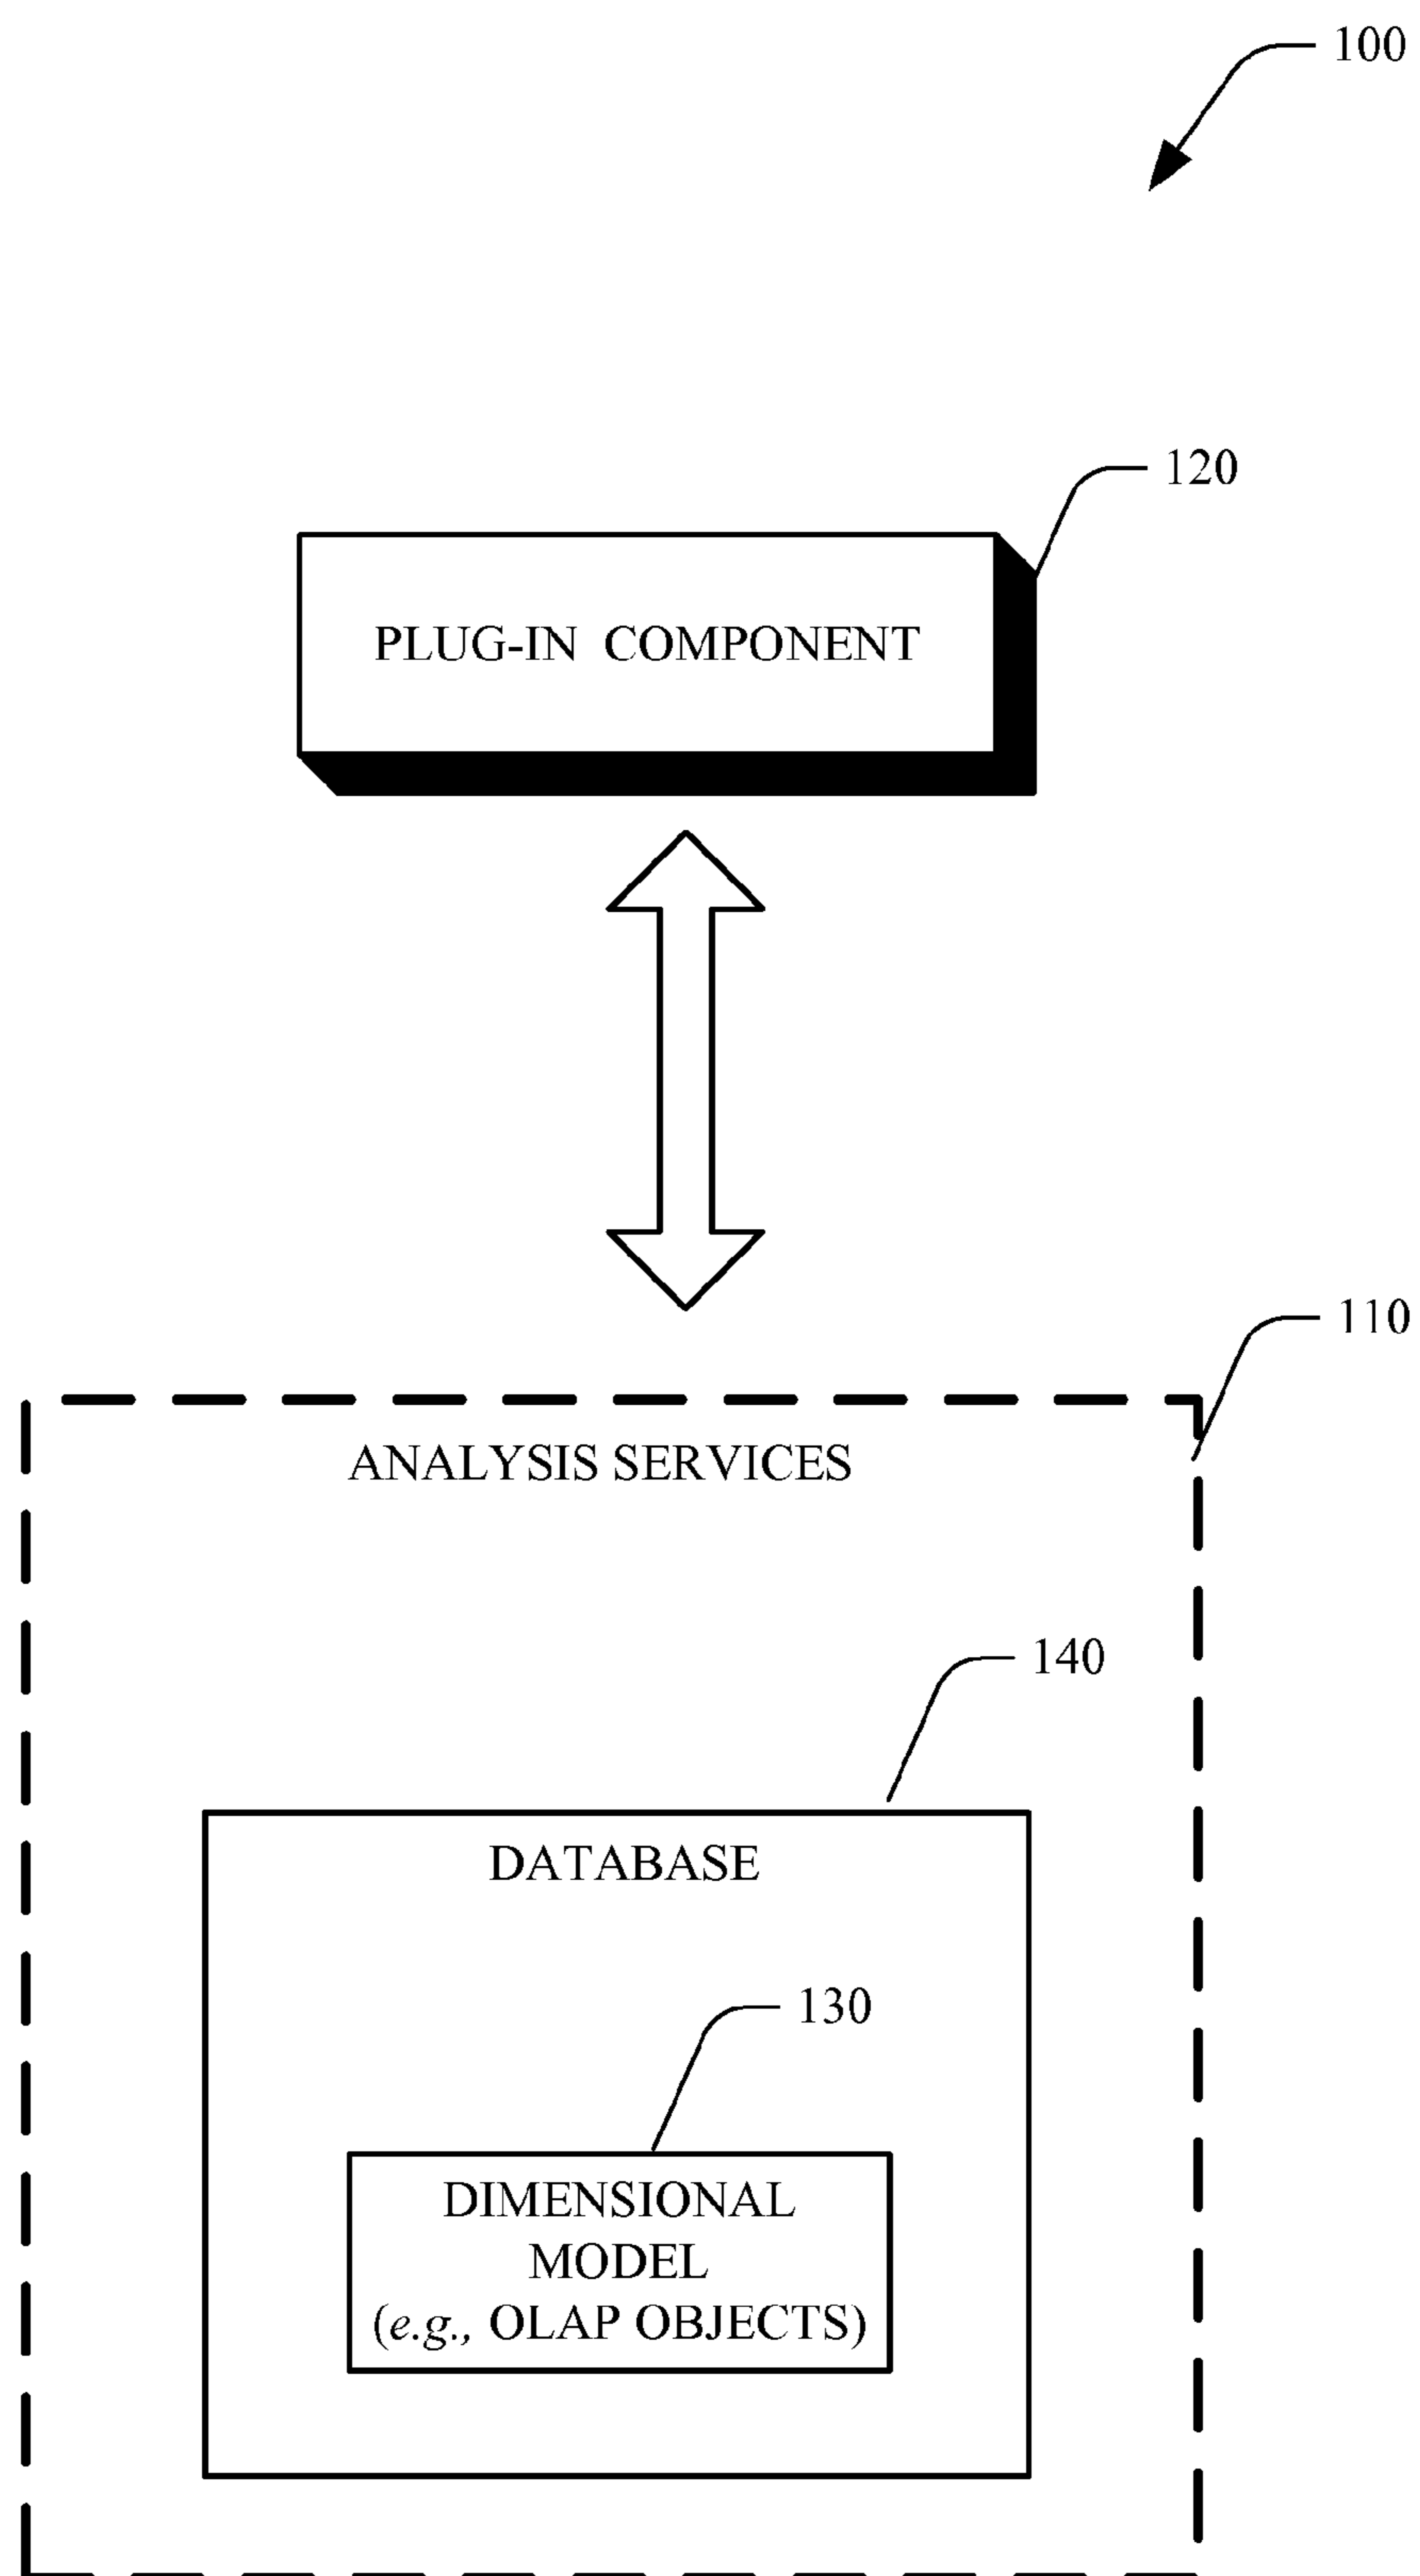 100
120
PLUG-IN COMPONENT
110
ANALYSIS SERVICES
140
DATABASE
130
DIMENSIONAL
MODEL
(e.g., OLAP OBJECTS)